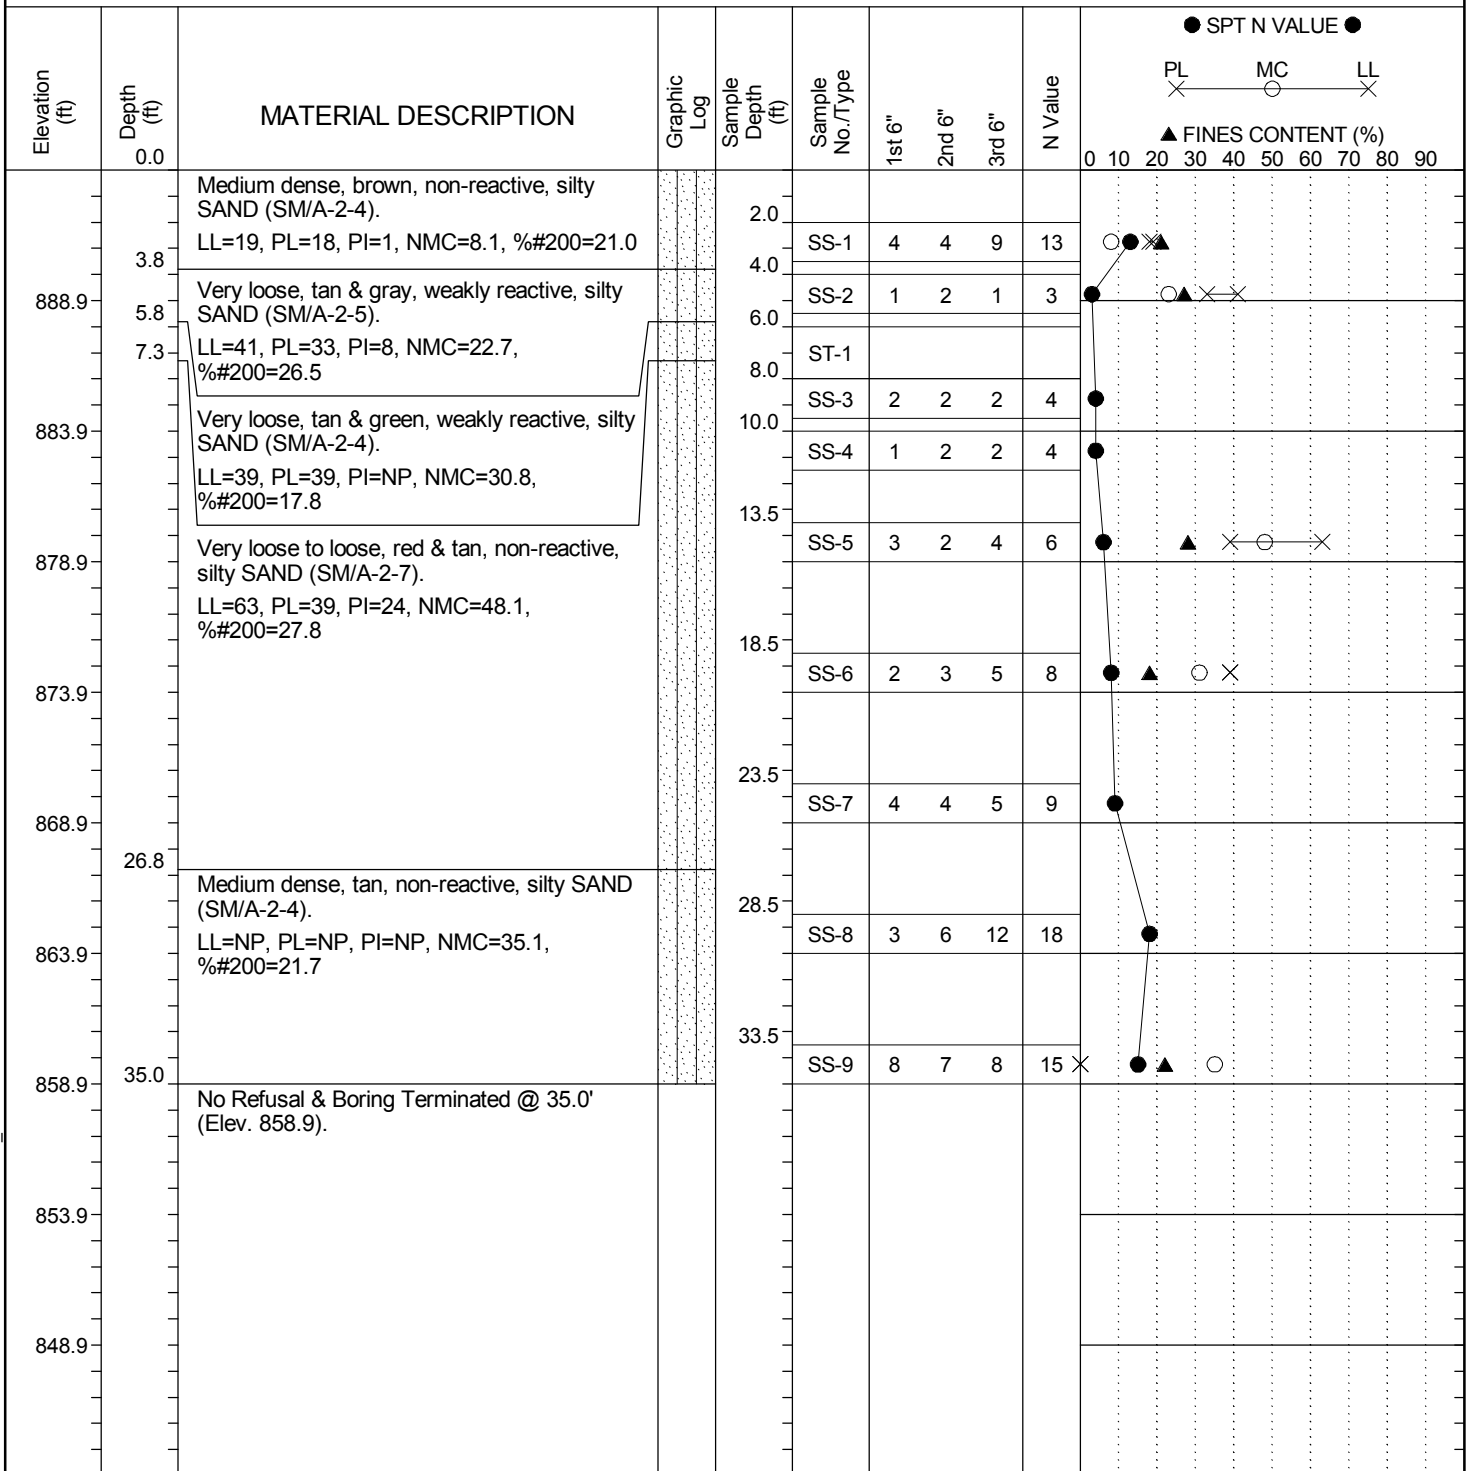 ● SPT N VALUE ●
PL MC LL
▲ FINES CONTENT (%)
Elevation (ft)
Depth (ft)
0.0
MATERIAL DESCRIPTION
Graphic Log
Sample Depth (ft)
Sample No./Type
1st 6"
2nd 6"
3rd 6"
N Value
0 10 20 30 40 50 60 70 80 90
Medium dense, brown, non-reactive, silty
SAND (SM/A-2-4).
2.0
LL=19, PL=18, PI=1, NMC=8.1, %#200=21.0
SS-1 4 4 9 13
3.8
4.0
Very loose, tan & gray, weakly reactive, silty
SAND (SM/A-2-5).
888.9
SS-2 1 2 1 3
5.8
6.0
LL=41, PL=33, PI=8, NMC=22.7,
%#200=26.5
7.3
ST-1
8.0
SS-3 2 2 2 4
Very loose, tan & green, weakly reactive, silty
SAND (SM/A-2-4).
10.0
883.9
SS-4 1 2 2 4
LL=39, PL=39, PI=NP, NMC=30.8,
%#200=17.8
13.5
Very loose to loose, red & tan, non-reactive,
silty SAND (SM/A-2-7).
SS-5 3 2 4 6
878.9
LL=63, PL=39, PI=24, NMC=48.1,
%#200=27.8
18.5
SS-6 2 3 5 8
873.9
23.5
SS-7 4 4 5 9
868.9
26.8
Medium dense, tan, non-reactive, silty SAND
(SM/A-2-4).
28.5
LL=NP, PL=NP, PI=NP, NMC=35.1,
%#200=21.7
SS-8 3 6 12 18
863.9
33.5
SS-9 8 7 8 15
35.0
858.9
No Refusal & Boring Terminated @ 35.0'
(Elev. 858.9).
853.9
848.9